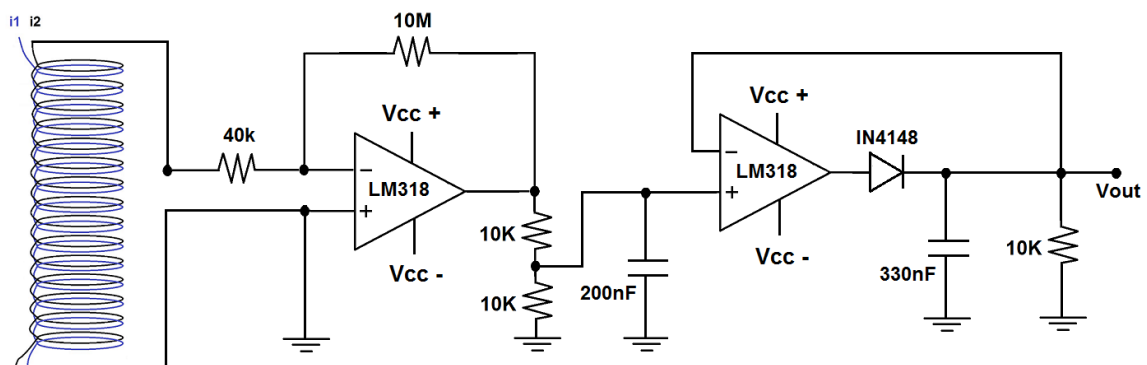 i1 i2
10M
40k
Vcc +
LM318
Vcc -
10K
10K
200nF
Vcc +
LM318
Vcc -
IN4148
330nF
10K
Vout